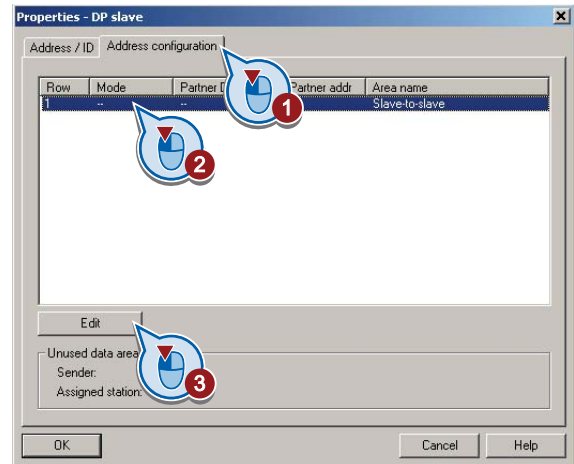 Properties - DP slave
Address / ID Address configuration
Row Mode Partner Partner addr Area name
1 -- -- Slave-to-slave
1
2
Edit
Unused data area
Sender:
Assigned station:
3
OK Cancel Help